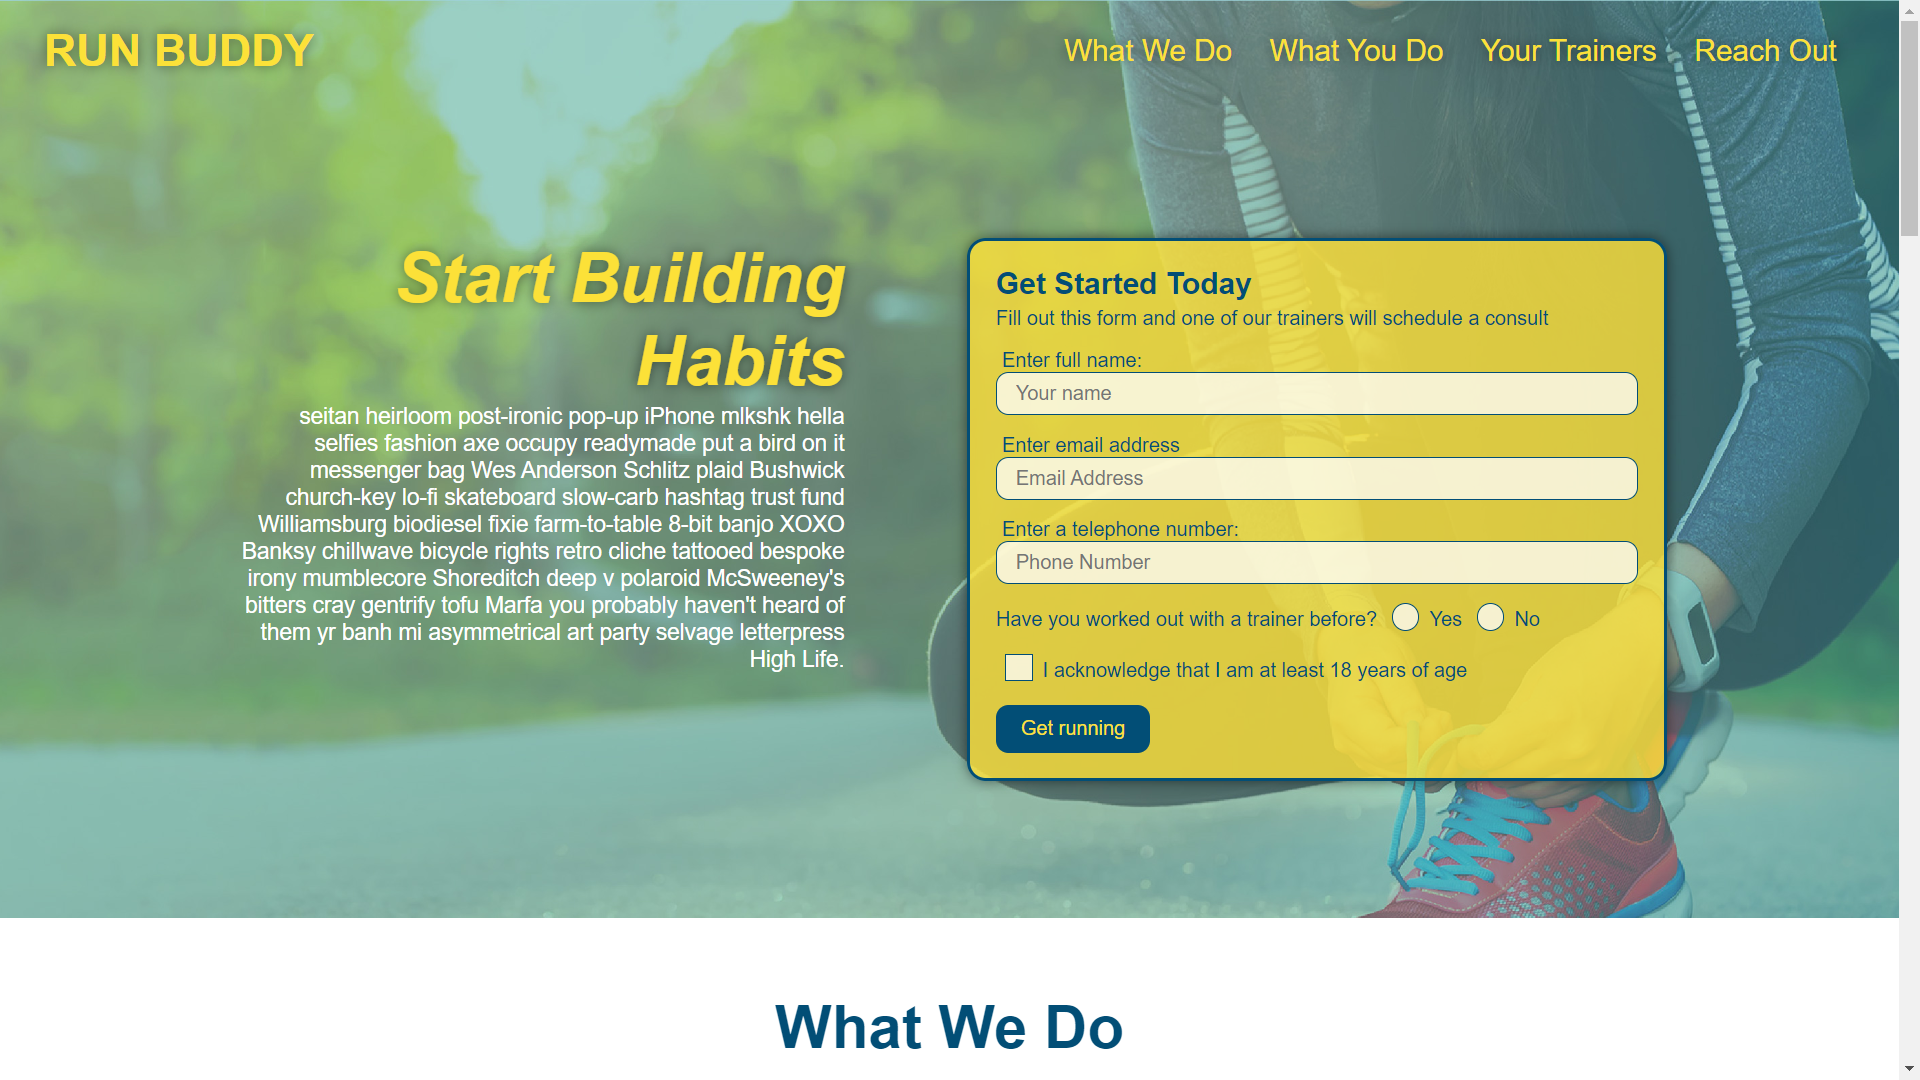 RUN BUDDY
What We Do
What You Do
Your Trainers
Reach Out
Start Building
Habits
seitan heirloom post-ironic pop-up iPhone mlkshk hella
selfies fashion axe occupy readymade put a bird on it
messenger bag Wes Anderson Schlitz plaid Bushwick
church-key lo-fi skateboard slow-carb hashtag trust fund
Williamsburg biodiesel fixie farm-to-table 8-bit banjo XOXO
Banksy chillwave bicycle rights retro cliche tattooed bespoke
irony mumblecore Shoreditch deep v polaroid McSweeney's
bitters cray gentrify tofu Marfa you probably haven't heard of
them yr banh mi asymmetrical art party selvage letterpress
High Life.
Get Started Today
Fill out this form and one of our trainers will schedule a consult
Enter full name:
Your name
Enter email address
Email Address
Enter a telephone number:
Phone Number
Have you worked out with a trainer before? Yes No
I acknowledge that I am at least 18 years of age
Get running
What We Do